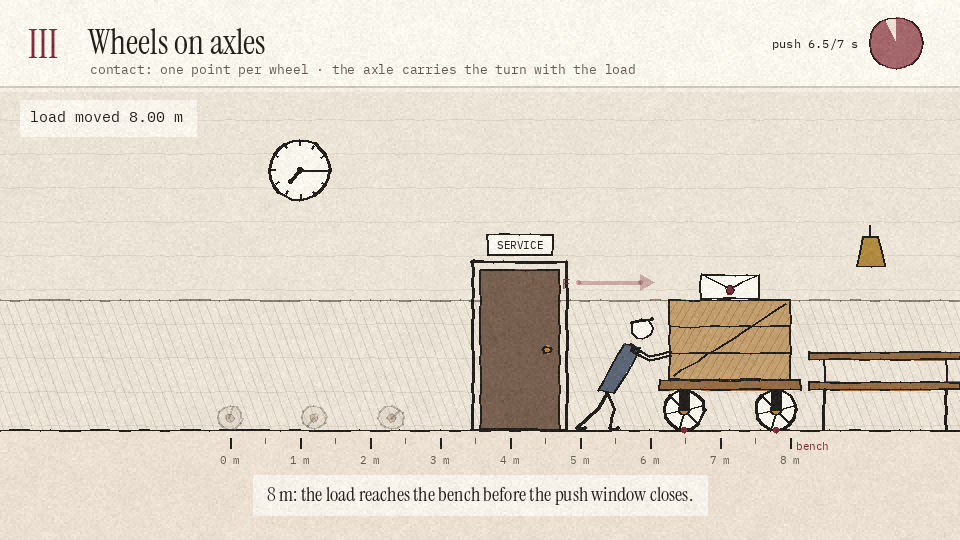 III
Wheels on axles
push 6.5/7 s
contact: one point per wheel · the axle carries the turn with the load
load moved 8.00 m
SERVICE
F
0 m
1 m
2 m
3 m
4 m
5 m
6 m
7 m
8 m
bench
8 m: the load reaches the bench before the push window closes.